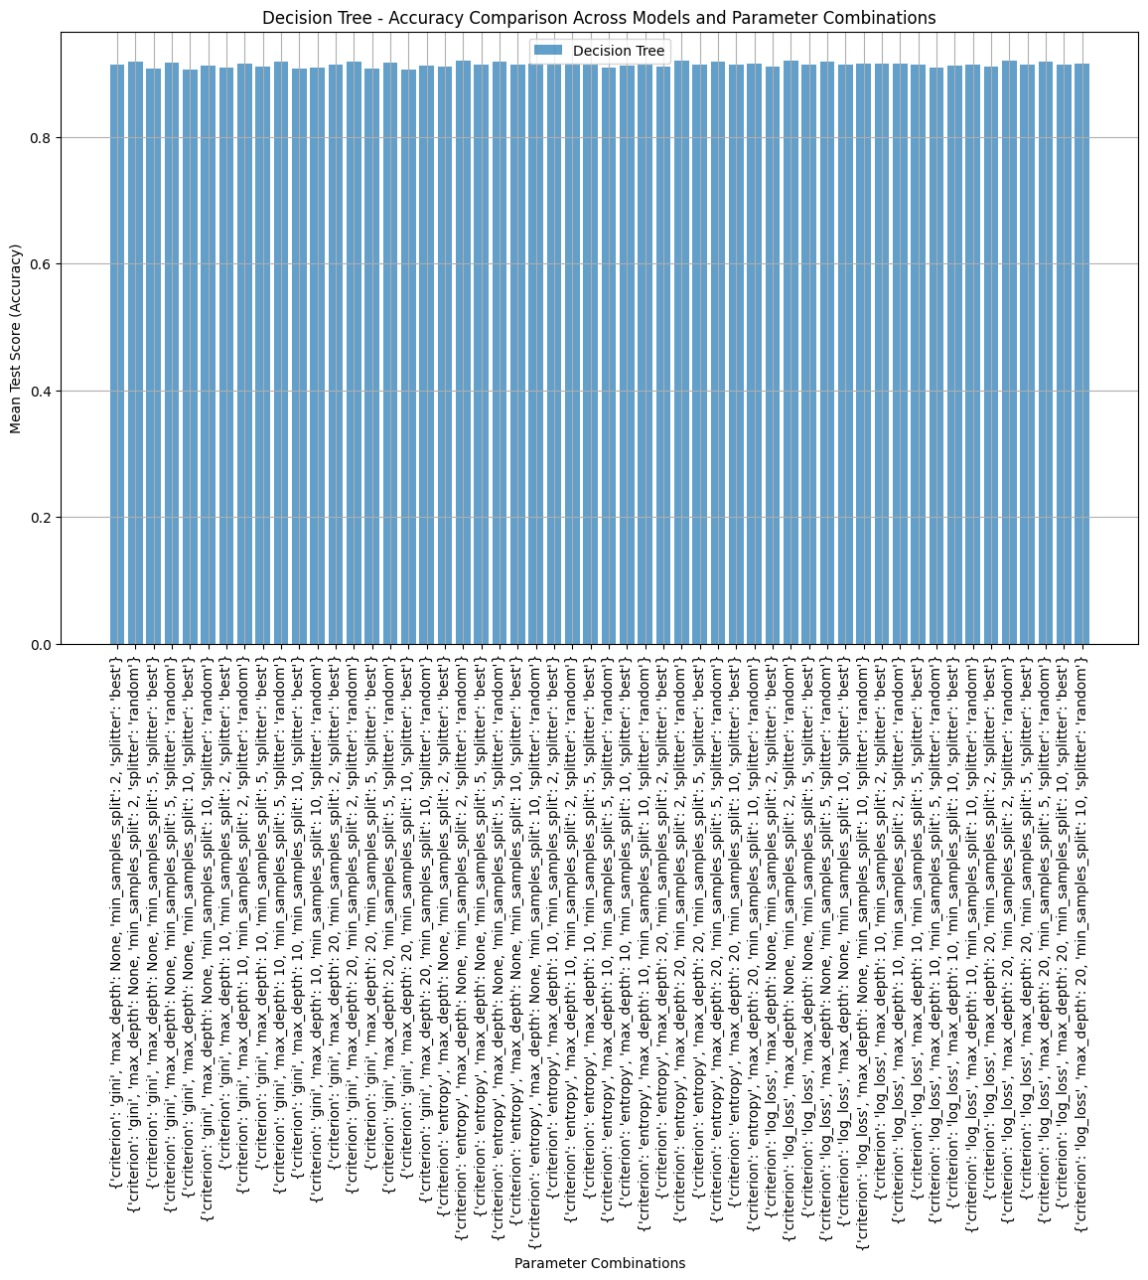 Decision Tree - Accuracy Comparison Across Models and Parameter Combinations
Decision Tree
Mean Test Score (Accuracy)
0.8
0.6
0.4
0.2
0.0
{'criterion': 'gini', 'max_depth': None, 'min_samples_split': 2, 'splitter': 'best'}
{'criterion': 'gini', 'max_depth': None, 'min_samples_split': 2, 'splitter': 'random'}
{'criterion': 'gini', 'max_depth': None, 'min_samples_split': 5, 'splitter': 'best'}
{'criterion': 'gini', 'max_depth': None, 'min_samples_split': 5, 'splitter': 'random'}
{'criterion': 'gini', 'max_depth': None, 'min_samples_split': 10, 'splitter': 'best'}
{'criterion': 'gini', 'max_depth': None, 'min_samples_split': 10, 'splitter': 'random'}
{'criterion': 'gini', 'max_depth': 10, 'min_samples_split': 2, 'splitter': 'best'}
{'criterion': 'gini', 'max_depth': 10, 'min_samples_split': 2, 'splitter': 'random'}
{'criterion': 'gini', 'max_depth': 10, 'min_samples_split': 5, 'splitter': 'best'}
{'criterion': 'gini', 'max_depth': 10, 'min_samples_split': 5, 'splitter': 'random'}
{'criterion': 'gini', 'max_depth': 10, 'min_samples_split': 10, 'splitter': 'best'}
{'criterion': 'gini', 'max_depth': 10, 'min_samples_split': 10, 'splitter': 'random'}
{'criterion': 'gini', 'max_depth': 20, 'min_samples_split': 2, 'splitter': 'best'}
{'criterion': 'gini', 'max_depth': 20, 'min_samples_split': 2, 'splitter': 'random'}
{'criterion': 'gini', 'max_depth': 20, 'min_samples_split': 5, 'splitter': 'best'}
{'criterion': 'gini', 'max_depth': 20, 'min_samples_split': 5, 'splitter': 'random'}
{'criterion': 'gini', 'max_depth': 20, 'min_samples_split': 10, 'splitter': 'best'}
{'criterion': 'gini', 'max_depth': 20, 'min_samples_split': 10, 'splitter': 'random'}
{'criterion': 'entropy', 'max_depth': None, 'min_samples_split': 2, 'splitter': 'best'}
{'criterion': 'entropy', 'max_depth': None, 'min_samples_split': 2, 'splitter': 'random'}
{'criterion': 'entropy', 'max_depth': None, 'min_samples_split': 5, 'splitter': 'best'}
{'criterion': 'entropy', 'max_depth': None, 'min_samples_split': 5, 'splitter': 'random'}
{'criterion': 'entropy', 'max_depth': None, 'min_samples_split': 10, 'splitter': 'best'}
{'criterion': 'entropy', 'max_depth': None, 'min_samples_split': 10, 'splitter': 'random'}
{'criterion': 'entropy', 'max_depth': 10, 'min_samples_split': 2, 'splitter': 'best'}
{'criterion': 'entropy', 'max_depth': 10, 'min_samples_split': 2, 'splitter': 'random'}
{'criterion': 'entropy', 'max_depth': 10, 'min_samples_split': 5, 'splitter': 'best'}
{'criterion': 'entropy', 'max_depth': 10, 'min_samples_split': 5, 'splitter': 'random'}
{'criterion': 'entropy', 'max_depth': 10, 'min_samples_split': 10, 'splitter': 'best'}
{'criterion': 'entropy', 'max_depth': 10, 'min_samples_split': 10, 'splitter': 'random'}
{'criterion': 'entropy', 'max_depth': 20, 'min_samples_split': 2, 'splitter': 'best'}
{'criterion': 'entropy', 'max_depth': 20, 'min_samples_split': 2, 'splitter': 'random'}
{'criterion': 'entropy', 'max_depth': 20, 'min_samples_split': 5, 'splitter': 'best'}
{'criterion': 'entropy', 'max_depth': 20, 'min_samples_split': 5, 'splitter': 'random'}
{'criterion': 'entropy', 'max_depth': 20, 'min_samples_split': 10, 'splitter': 'best'}
{'criterion': 'entropy', 'max_depth': 20, 'min_samples_split': 10, 'splitter': 'random'}
{'criterion': 'log_loss', 'max_depth': None, 'min_samples_split': 2, 'splitter': 'best'}
{'criterion': 'log_loss', 'max_depth': None, 'min_samples_split': 2, 'splitter': 'random'}
{'criterion': 'log_loss', 'max_depth': None, 'min_samples_split': 5, 'splitter': 'best'}
{'criterion': 'log_loss', 'max_depth': None, 'min_samples_split': 5, 'splitter': 'random'}
{'criterion': 'log_loss', 'max_depth': None, 'min_samples_split': 10, 'splitter': 'best'}
{'criterion': 'log_loss', 'max_depth': None, 'min_samples_split': 10, 'splitter': 'random'}
{'criterion': 'log_loss', 'max_depth': 10, 'min_samples_split': 2, 'splitter': 'best'}
{'criterion': 'log_loss', 'max_depth': 10, 'min_samples_split': 2, 'splitter': 'random'}
{'criterion': 'log_loss', 'max_depth': 10, 'min_samples_split': 5, 'splitter': 'best'}
{'criterion': 'log_loss', 'max_depth': 10, 'min_samples_split': 5, 'splitter': 'random'}
{'criterion': 'log_loss', 'max_depth': 10, 'min_samples_split': 10, 'splitter': 'best'}
{'criterion': 'log_loss', 'max_depth': 10, 'min_samples_split': 10, 'splitter': 'random'}
{'criterion': 'log_loss', 'max_depth': 20, 'min_samples_split': 2, 'splitter': 'best'}
{'criterion': 'log_loss', 'max_depth': 20, 'min_samples_split': 2, 'splitter': 'random'}
{'criterion': 'log_loss', 'max_depth': 20, 'min_samples_split': 5, 'splitter': 'best'}
{'criterion': 'log_loss', 'max_depth': 20, 'min_samples_split': 5, 'splitter': 'random'}
{'criterion': 'log_loss', 'max_depth': 20, 'min_samples_split': 10, 'splitter': 'best'}
{'criterion': 'log_loss', 'max_depth': 20, 'min_samples_split': 10, 'splitter': 'random'}
Parameter Combinations